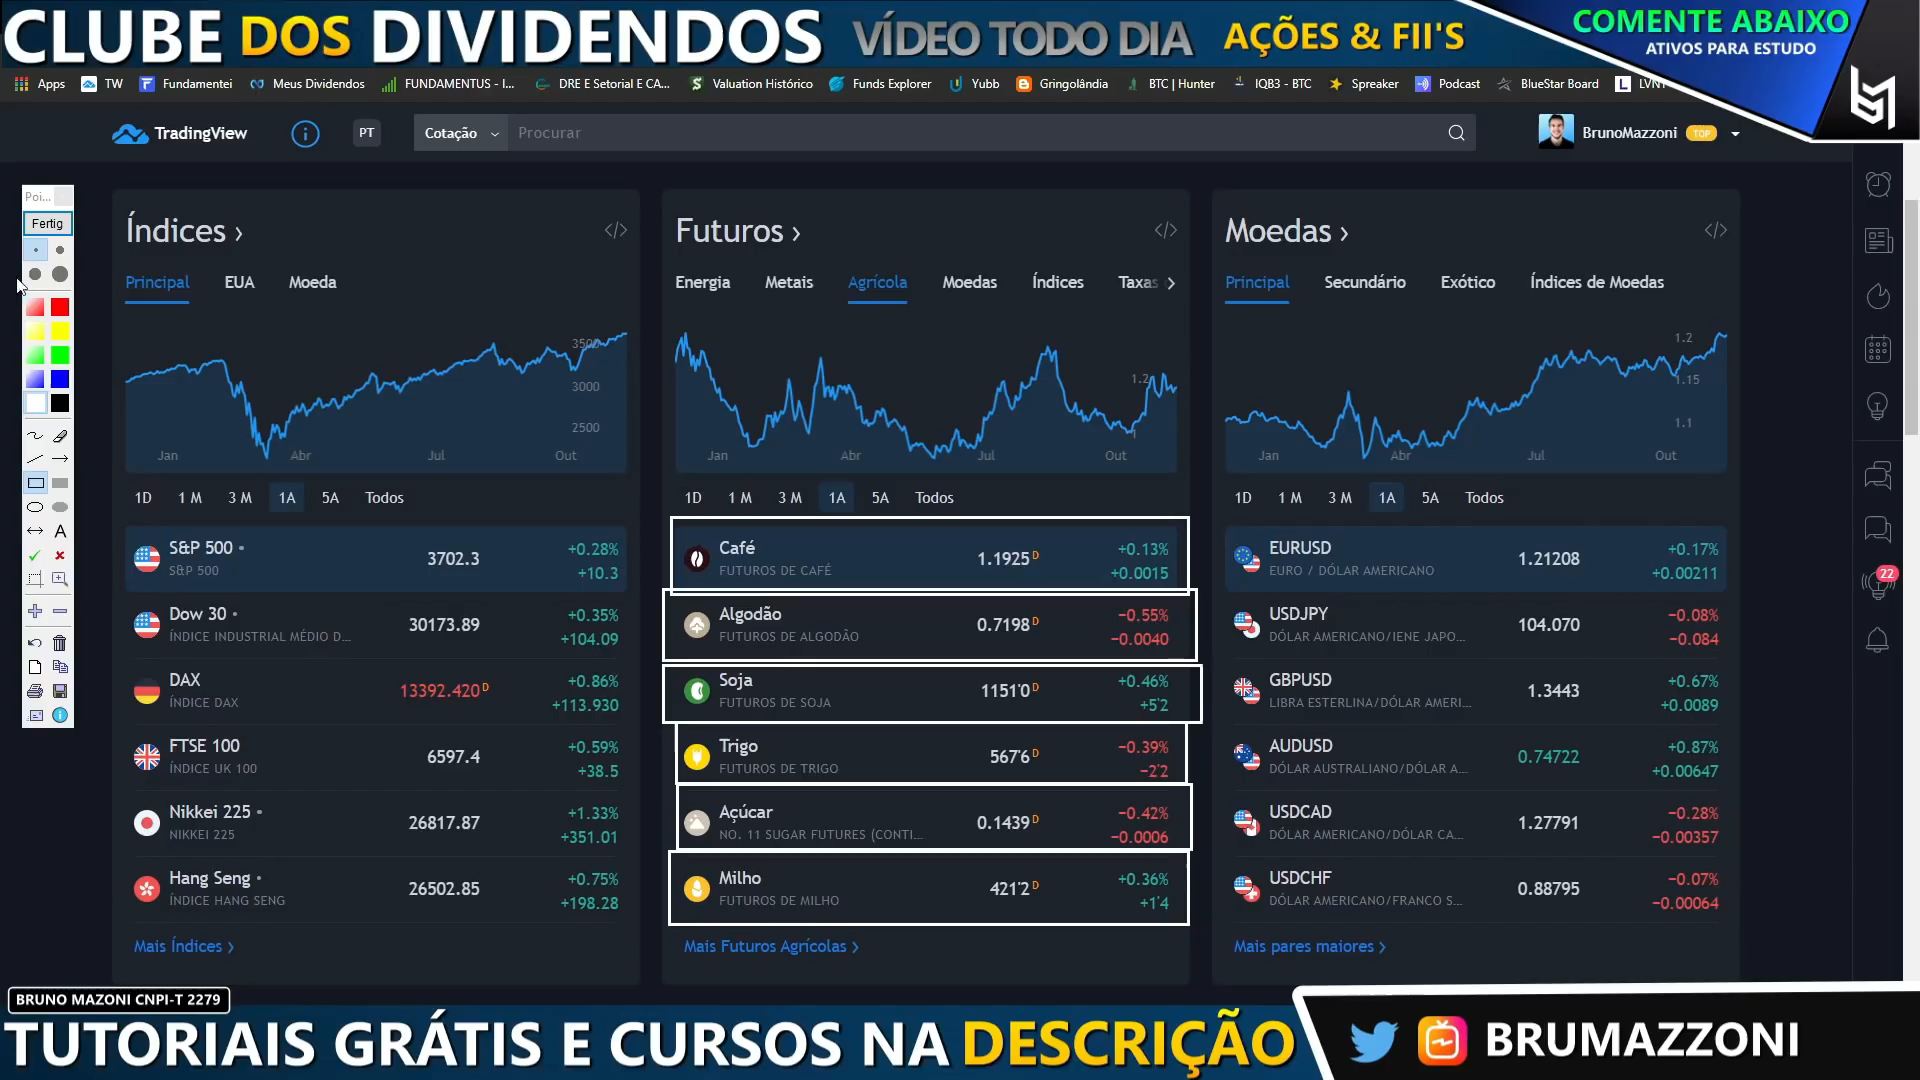 CLUBE DOS DIVIDENDOS VÍDEO TODO DIA AÇÕES & FII'S
COMENTE ABAIXO
ATIVOS PARA ESTUDO
Apps TW Fundamentei Meus Dividendos FUNDAMENTUS - I... DRE E Setorial E CA... Valuation Histórico Funds Explorer Yubb Gringolândia BTC | Hunter IQB3 - BTC Spreaker Podcast BlueStar Board
TradingView PT Cotação Procurar BrunoMazzoni TOP
Poi...
Fertig
Índices
Principal EUA Moeda
3500
3000
2500
Jan Abr Jul Out
1D 1 M 3 M 1A 5A Todos
S&P 500 3702.3 +0.28%
S&P 500 +10.3
Dow 30 30173.89 +0.35%
ÍNDICE INDUSTRIAL MÉDIO D... +104.09
DAX 13392.420 D +0.86%
ÍNDICE DAX +113.930
FTSE 100 6597.4 +0.59%
ÍNDICE UK 100 +38.5
Nikkei 225 26817.87 +1.33%
NIKKEI 225 +351.01
Hang Seng 26502.85 +0.75%
ÍNDICE HANG SENG +198.28
Mais Índices
Futuros
Energia Metais Agrícola Moedas Índices Taxas
1.2
1
Jan Abr Jul Out
1D 1 M 3 M 1A 5A Todos
Café 1.1925 D +0.13%
FUTUROS DE CAFÉ +0.0015
Algodão 0.7198 D −0.55%
FUTUROS DE ALGODÃO −0.0040
Soja 1151'0 D +0.46%
FUTUROS DE SOJA +5'2
Trigo 567'6 D −0.39%
FUTUROS DE TRIGO −2'2
Açúcar 0.1439 D −0.42%
NO. 11 SUGAR FUTURES (CONTI... −0.0006
Milho 421'2 D +0.36%
FUTUROS DE MILHO +1'4
Mais Futuros Agrícolas
Moedas
Principal Secundário Exótico Índices de Moedas
1.2
1.15
1.1
Jan Abr Jul Out
1D 1 M 3 M 1A 5A Todos
EURUSD 1.21208 +0.17%
EURO / DÓLAR AMERICANO +0.00211
USDJPY 104.070 −0.08%
DÓLAR AMERICANO/IENE JAPO... −0.084
GBPUSD 1.3443 +0.67%
LIBRA ESTERLINA/DÓLAR AMERI... +0.0089
AUDUSD 0.74722 +0.87%
DÓLAR AUSTRALIANO/DÓLAR A... +0.00647
USDCAD 1.27791 −0.28%
DÓLAR AMERICANO/DÓLAR CA... −0.00357
USDCHF 0.88795 −0.07%
DÓLAR AMERICANO/FRANCO S... −0.00064
Mais pares maiores
22
BRUNO MAZONI CNPI-T 2279
TUTORIAIS GRÁTIS E CURSOS NA DESCRIÇÃO
BRUMAZZONI